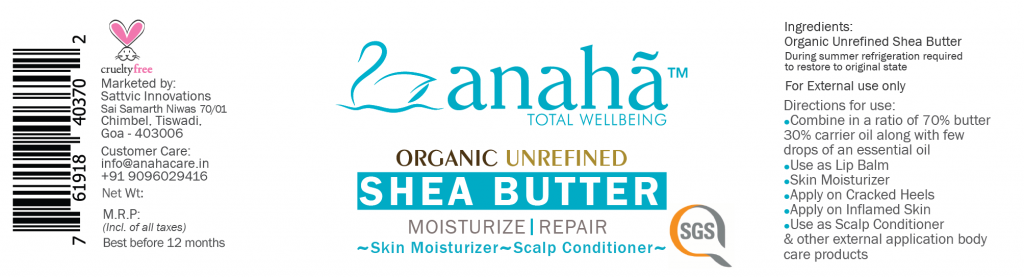 7 61918 40370 2
crueltyfree
Marketed by:
Sattvic Innovations
Sai Samarth Niwas 70/01
Chimbel, Tiswadi,
Goa - 403006
Customer Care:
info@anahacare.in
+91 9096029416
Net Wt:
M.R.P:
(Incl. of all taxes)
Best before 12 months
anahã™
TOTAL WELLBEING
ORGANIC UNREFINED
SHEA BUTTER
MOISTURIZE|REPAIR
~Skin Moisturizer~Scalp Conditioner~
SGS
Ingredients:
Organic Unrefined Shea Butter
During summer refrigeration required
to restore to original state
For External use only
Directions for use:
•Combine in a ratio of 70% butter
30% carrier oil along with few
drops of an essential oil
•Use as Lip Balm
•Skin Moisturizer
•Apply on Cracked Heels
•Apply on Inflamed Skin
•Use as Scalp Conditioner
& other external application body
care products